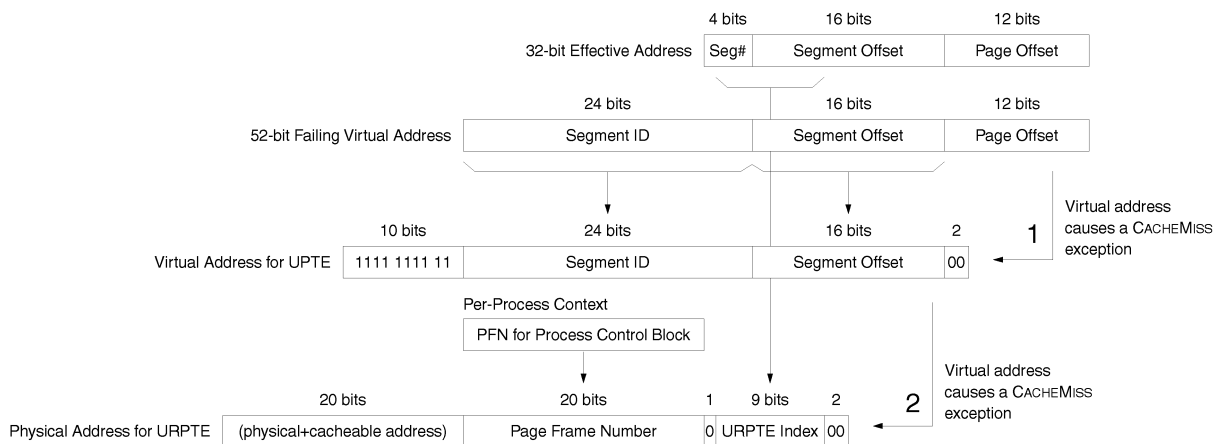 4 bits 16 bits 12 bits
32-bit Effective Address Seg# Segment Offset Page Offset
24 bits 16 bits 12 bits
52-bit Failing Virtual Address Segment ID Segment Offset Page Offset
Virtual address
causes a CACHEMISS
exception
1
10 bits 24 bits 16 bits 2
Virtual Address for UPTE 1111 1111 11 Segment ID Segment Offset 00
Per-Process Context
PFN for Process Control Block
Virtual address
causes a CACHEMISS
exception
2
20 bits 20 bits 1 9 bits 2
Physical Address for URPTE (physical+cacheable address) Page Frame Number 0 URPTE Index 00